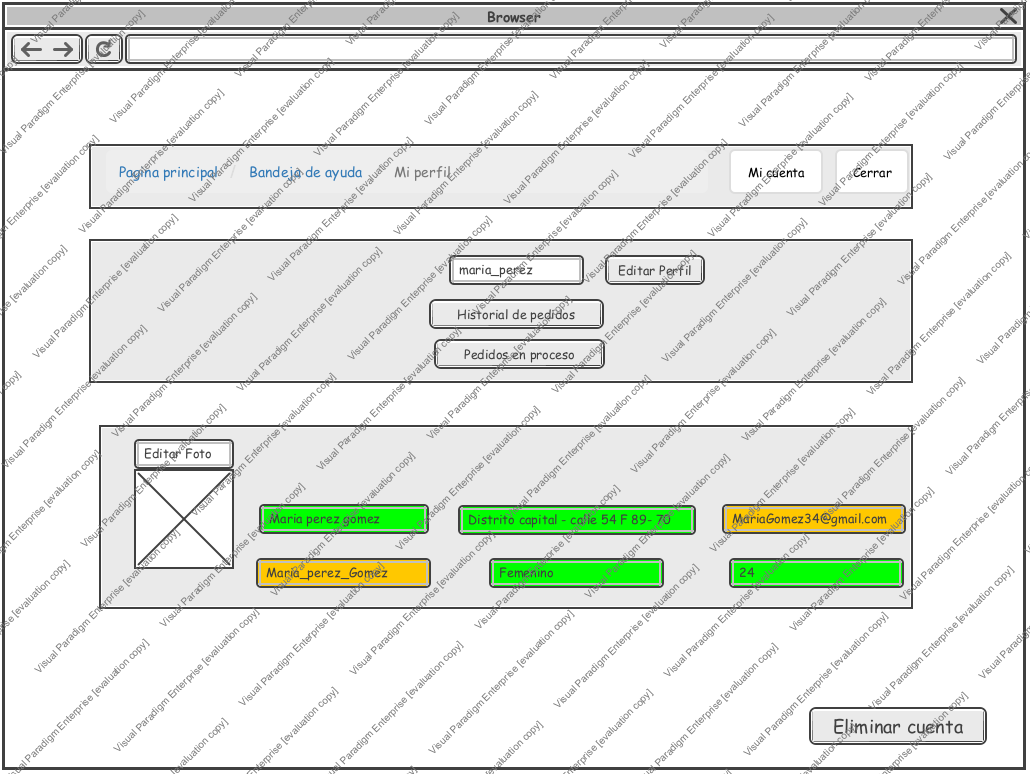 Browser
Pagina principal / Bandeja de ayuda Mi perfil Mi cuenta Cerrar
maria_perez Editar Perfil
Historial de pedidos
Pedidos en proceso
Editar Foto
Maria perez gomez Distrito capital - calle 54 F 89- 70 MariaGomez34@gmail.com
Maria_perez_Gomez Femenino 24
Eliminar cuenta
Visual Paradigm Enterprise [evaluation copy]